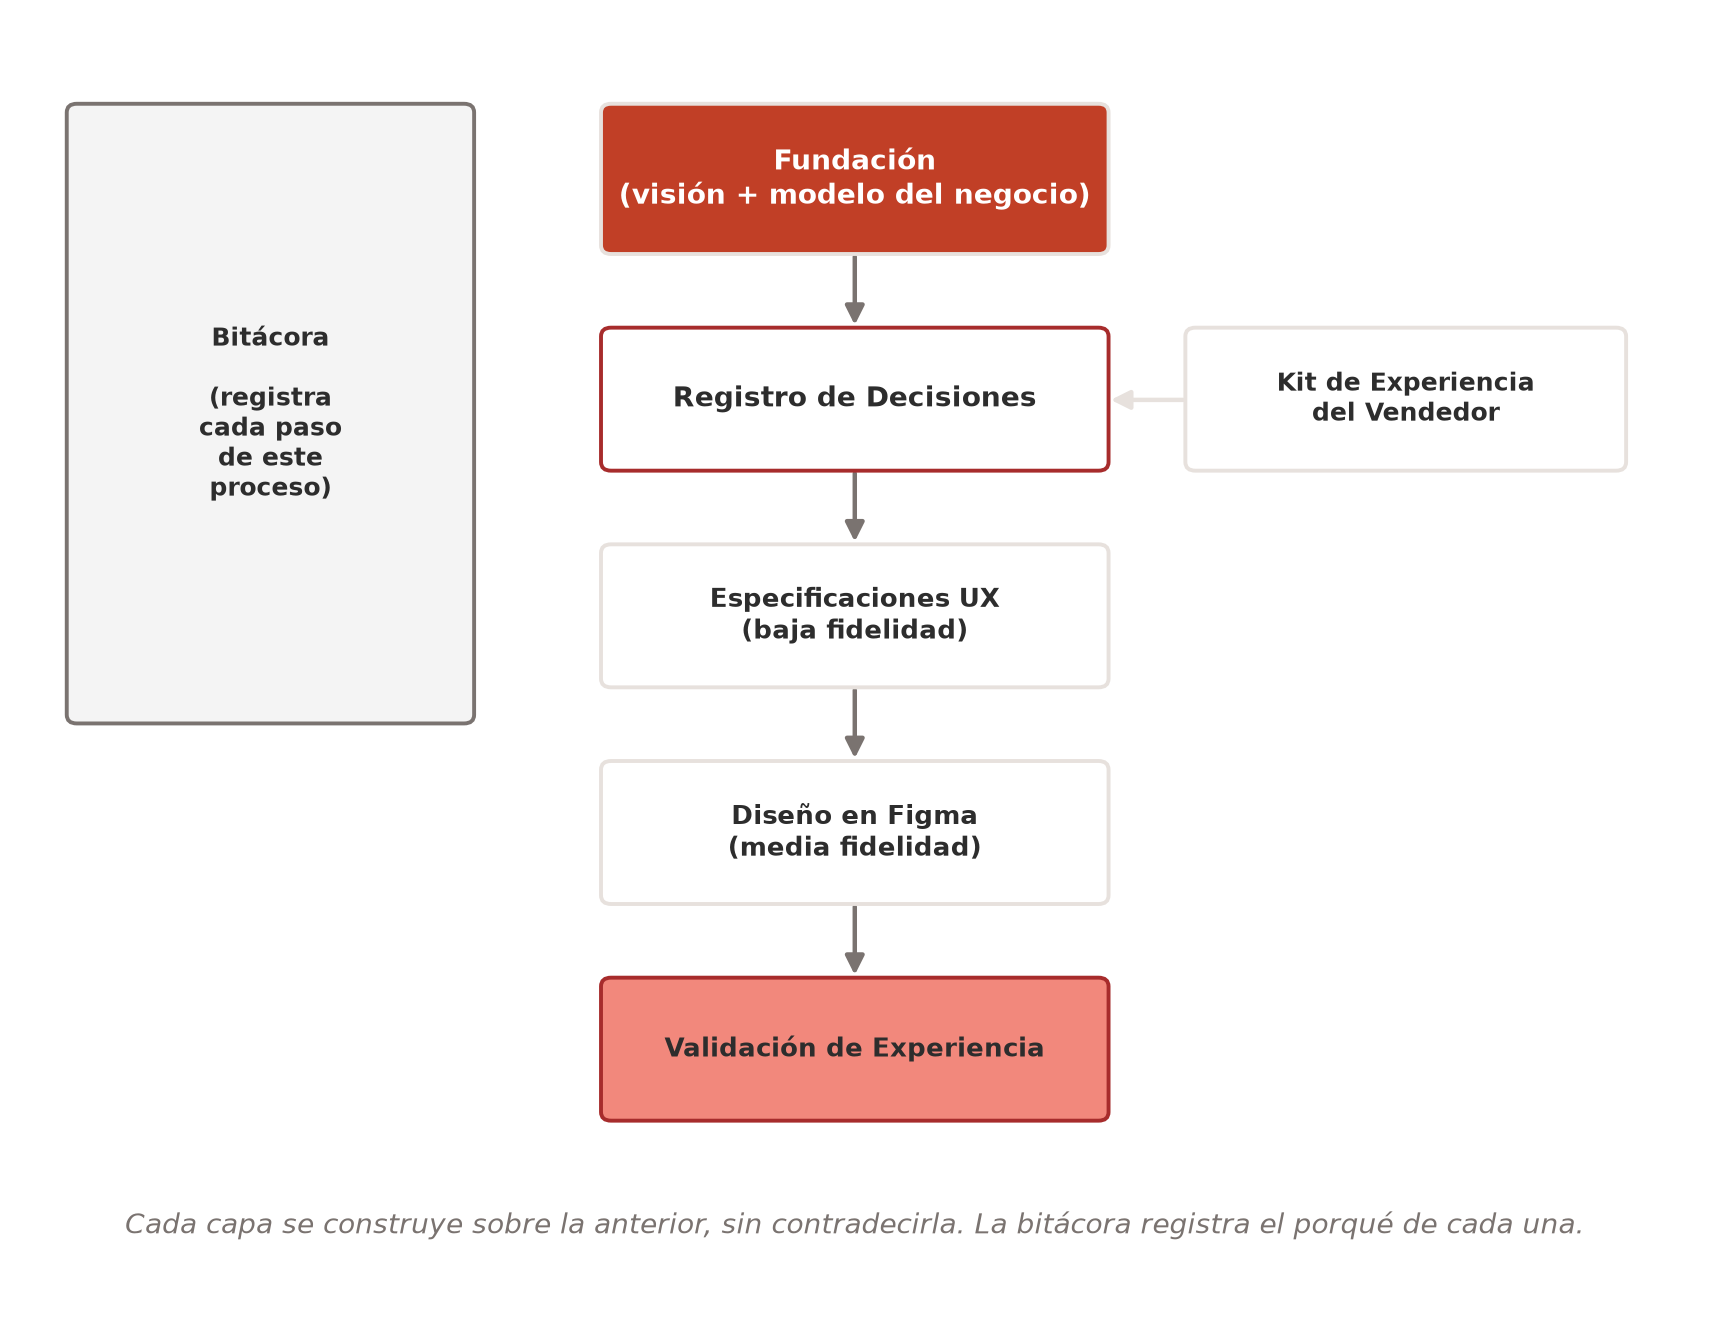 Fundación
(visión + modelo del negocio)
Bitácora
(registra
cada paso
de este
proceso)
Registro de Decisiones
Kit de Experiencia
del Vendedor
Especificaciones UX
(baja fidelidad)
Diseño en Figma
(media fidelidad)
Validación de Experiencia
Cada capa se construye sobre la anterior, sin contradecirla. La bitácora registra el porqué de cada una.